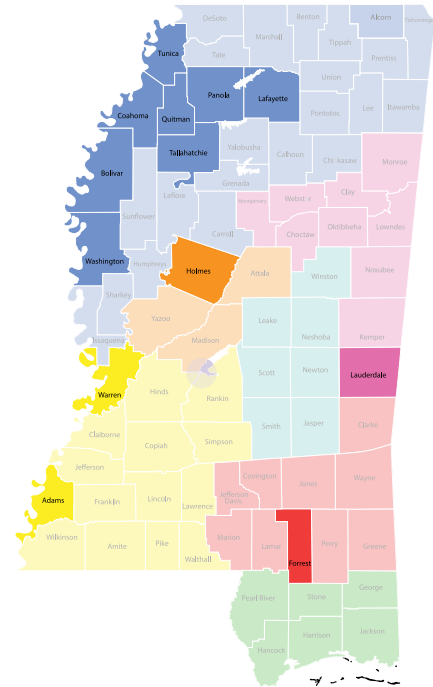 DeSoto
Benton
Alcorn
Tishomingo
Marshall
Tippah
Tunica
Tate
Prentiss
Union
Panola
Lafayette
Lee
Itawamba
Pontotoc
Coahoma
Quitman
Tallahatchie
Yalobusha
Calhoun
Chi kasaw
Monroe
Bolivar
Grenada
Clay
Leflore
Webst r
Montgomery
Sunflower
Oktibbeha
Lowndes
Carroll
Choctaw
Washington
Humphreys
Holmes
Attala
Winston
Noxubee
Sharkey
Yazoo
Leake
Neshoba
Kemper
Issaquena
Madison
Scott
Newton
Lauderdale
Warren
Hinds
Rankin
Smith
Jasper
Clarke
Claiborne
Copiah
Simpson
Jefferson
Covington
Jones
Wayne
Adams
Franklin
Lincoln
Lawrence
Jefferson
Davis
Wilkinson
Amite
Pike
Walthall
Marion
Lamar
Forrest
Perry
Greene
Pearl River
Stone
George
Hancock
Harrison
Jackson